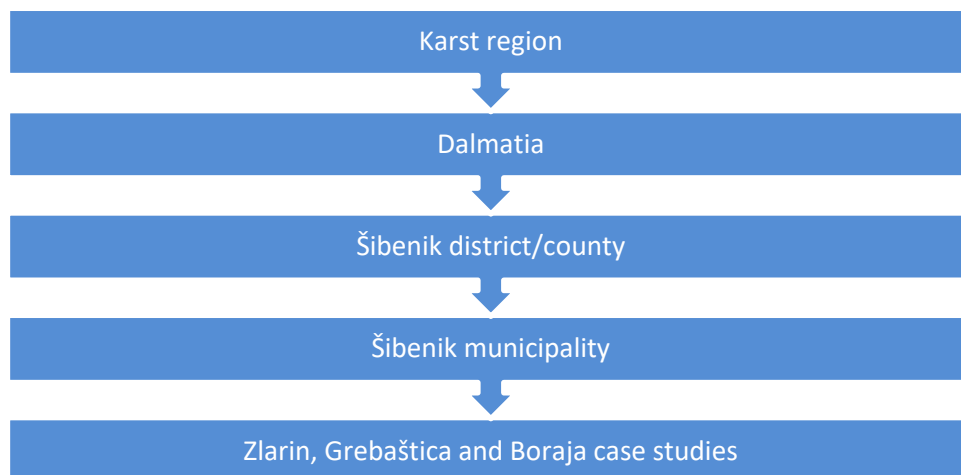 Karst region
Dalmatia
Šibenik district/county
Šibenik municipality
Zlarin, Grebaštica and Boraja case studies